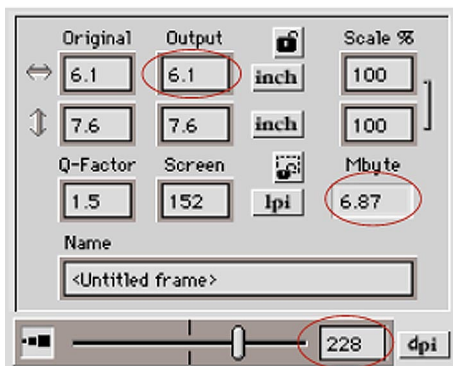 Original Output Scale %
6.1 6.1 inch 100
7.6 7.6 inch 100
Q-Factor Screen Mbyte
1.5 152 lpi 6.87
Name
<Untitled frame>
228 dpi